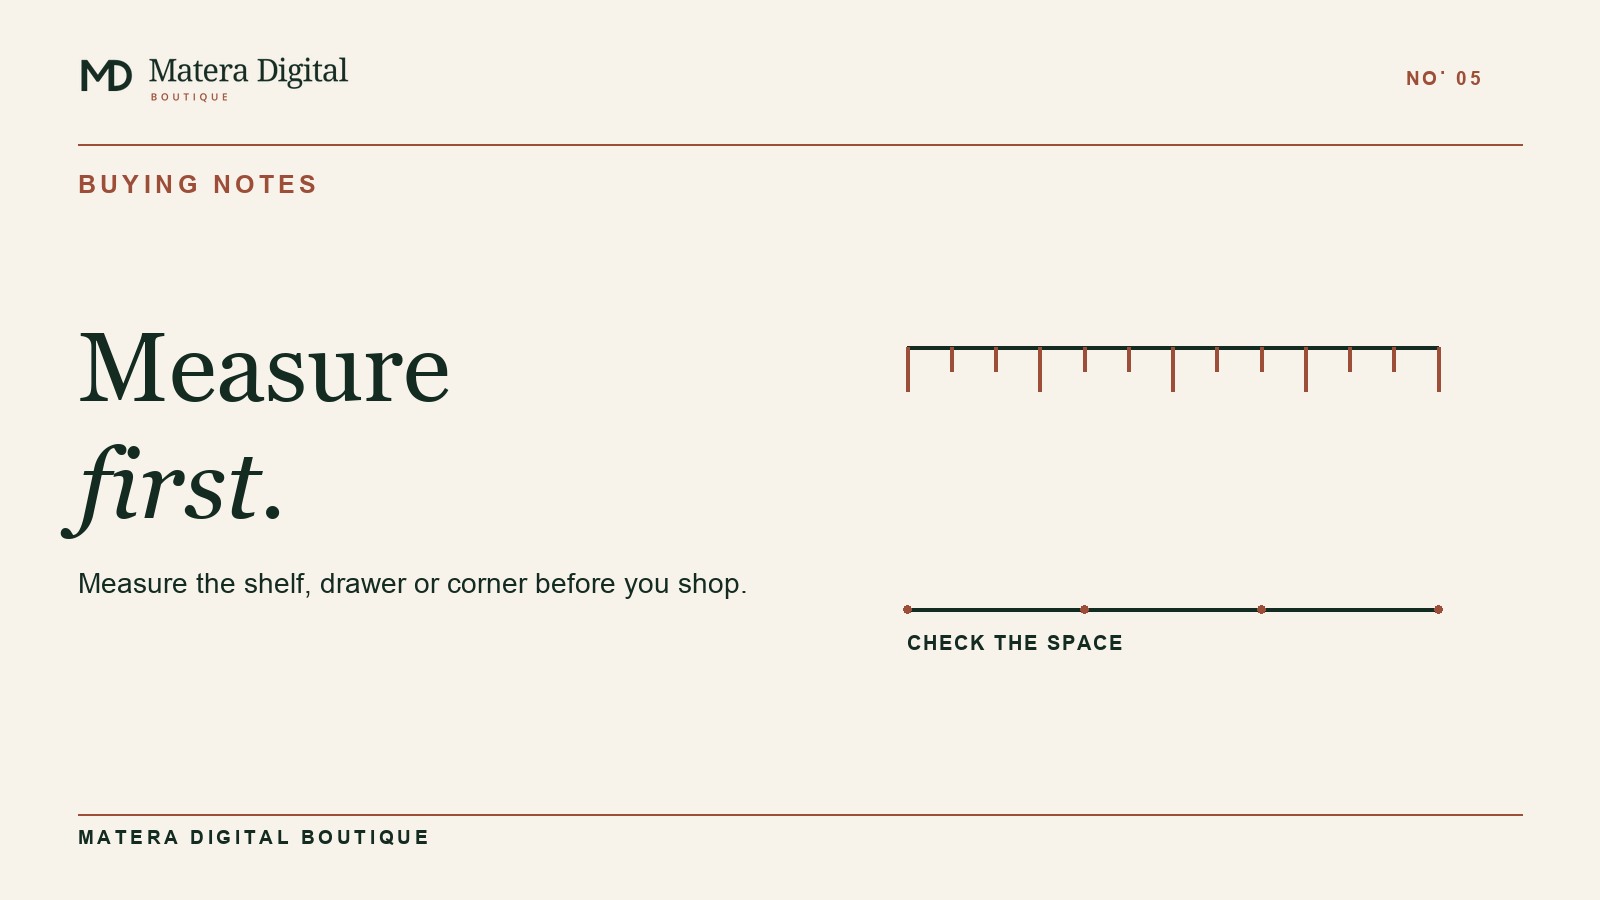 MD Matera Digital
BOUTIQUE
NO˙ 05
BUYING NOTES
Measure
first.
Measure the shelf, drawer or corner before you shop.
CHECK THE SPACE
MATERA DIGITAL BOUTIQUE